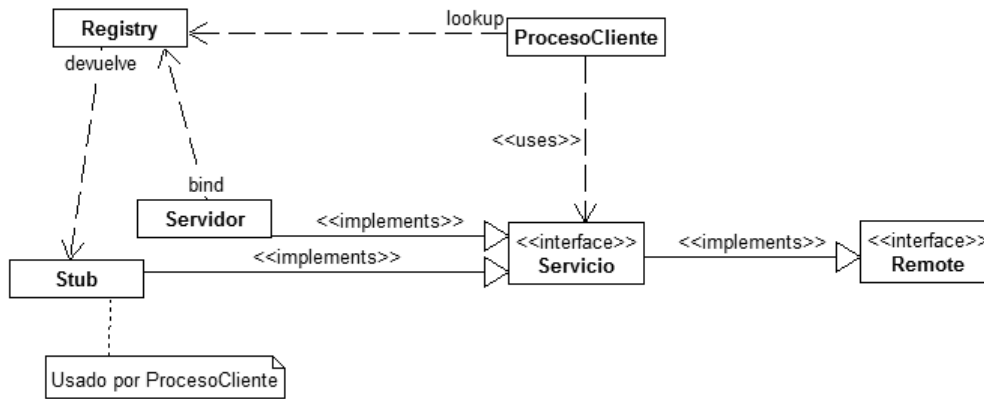 lookup
Registry
ProcesoCliente
devuelve
<<uses>>
bind
Servidor
<<implements>>
<<interface>>
Servicio
<<implements>>
<<interface>>
Remote
<<implements>>
Stub
Usado por ProcesoCliente